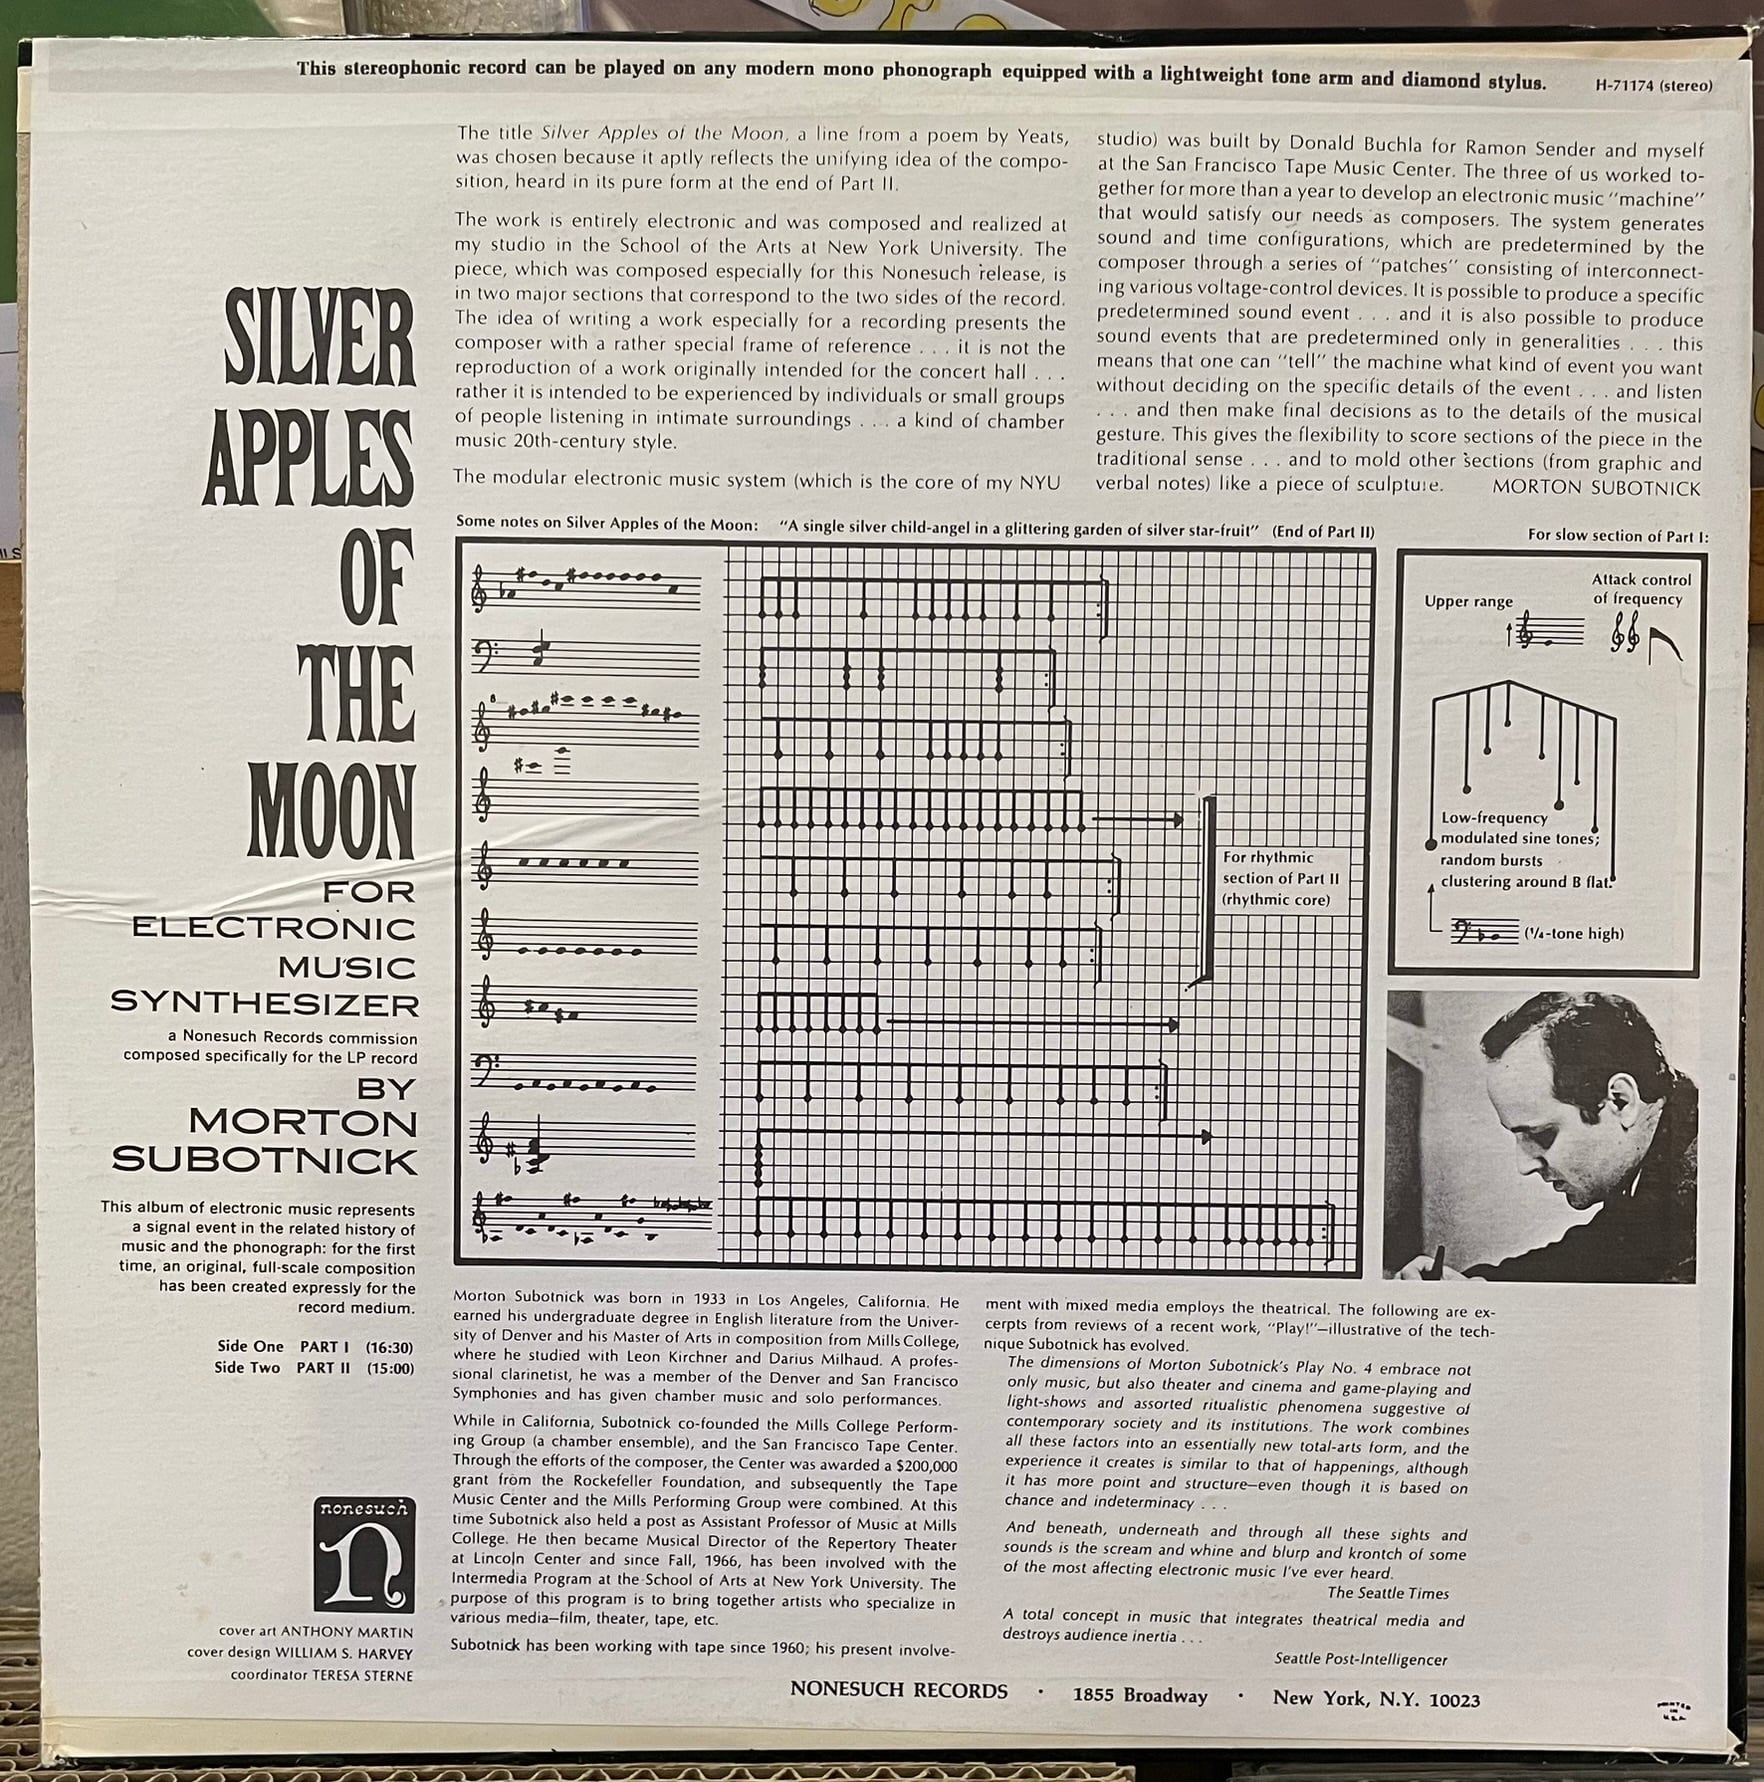 This stereophonic record can be played on any modern mono phonograph equipped with a lightweight tone arm and diamond stylus.
H-71174 (stereo)
The title Silver Apples of the Moon, a line from a poem by Yeats,
was chosen because it aptly reflects the unifying idea of the compo-
sition, heard in its pure form at the end of Part II.
The work is entirely electronic and was composed and realized at
my studio in the School of the Arts at New York University. The
piece, which was composed especially for this Nonesuch release, is
in two major sections that correspond to the two sides of the record.
The idea of writing a work especially for a recording presents the
composer with a rather special frame of reference . . . it is not the
reproduction of a work originally intended for the concert hall . . .
rather it is intended to be experienced by individuals or small groups
of people listening in intimate surroundings . . . a kind of chamber
music 20th-century style.
The modular electronic music system (which is the core of my NYU
studio) was built by Donald Buchla for Ramon Sender and myself
at the San Francisco Tape Music Center. The three of us worked to-
gether for more than a year to develop an electronic music "machine"
that would satisfy our needs as composers. The system generates
sound and time configurations, which are predetermined by the
composer through a series of "patches" consisting of interconnect-
ing various voltage-control devices. It is possible to produce a specific
predetermined sound event . . . and it is also possible to produce
sound events that are predetermined only in generalities . . . this
means that one can "tell" the machine what kind of event you want
without deciding on the specific details of the event . . . and listen
. . . and then make final decisions as to the details of the musical
gesture. This gives the flexibility to score sections of the piece in the
traditional sense . . . and to mold other sections (from graphic and
verbal notes) like a piece of sculpture. MORTON SUBOTNICK
SILVER
APPLES
OF
THE
MOON
FOR
ELECTRONIC
MUSIC
SYNTHESIZER
a Nonesuch Records commission
composed specifically for the LP record
BY
MORTON
SUBOTNICK
This album of electronic music represents
a signal event in the related history of
music and the phonograph: for the first
time, an original, full-scale composition
has been created expressly for the
record medium.
Side One PART I (16:30)
Side Two PART II (15:00)
nonesuch
n
cover art ANTHONY MARTIN
cover design WILLIAM S. HARVEY
coordinator TERESA STERNE
Some notes on Silver Apples of the Moon: "A single silver child-angel in a glittering garden of silver star-fruit" (End of Part II)
8
For rhythmic
section of Part II
(rhythmic core)
For slow section of Part I:
Attack control
of frequency
Upper range
Low-frequency
modulated sine tones;
random bursts
clustering around B flat.
(¼-tone high)
Morton Subotnick was born in 1933 in Los Angeles, California. He
earned his undergraduate degree in English literature from the Univer-
sity of Denver and his Master of Arts in composition from Mills College,
where he studied with Leon Kirchner and Darius Milhaud. A profes-
sional clarinetist, he was a member of the Denver and San Francisco
Symphonies and has given chamber music and solo performances.
While in California, Subotnick co-founded the Mills College Perform-
ing Group (a chamber ensemble), and the San Francisco Tape Center.
Through the efforts of the composer, the Center was awarded a $200,000
grant from the Rockefeller Foundation, and subsequently the Tape
Music Center and the Mills Performing Group were combined. At this
time Subotnick also held a post as Assistant Professor of Music at Mills
College. He then became Musical Director of the Repertory Theater
at Lincoln Center and since Fall, 1966, has been involved with the
Intermedia Program at the School of Arts at New York University. The
purpose of this program is to bring together artists who specialize in
various media—film, theater, tape, etc.
Subotnick has been working with tape since 1960; his present involve-
ment with mixed media employs the theatrical. The following are ex-
cerpts from reviews of a recent work, "Play!"—illustrative of the tech-
nique Subotnick has evolved.
The dimensions of Morton Subotnick's Play No. 4 embrace not
only music, but also theater and cinema and game-playing and
light-shows and assorted ritualistic phenomena suggestive of
contemporary society and its institutions. The work combines
all these factors into an essentially new total-arts form, and the
experience it creates is similar to that of happenings, although
it has more point and structure—even though it is based on
chance and indeterminacy . . .
And beneath, underneath and through all these sights and
sounds is the scream and whine and blurp and krontch of some
of the most affecting electronic music I've ever heard.
The Seattle Times
A total concept in music that integrates theatrical media and
destroys audience inertia . . .
Seattle Post-Intelligencer
NONESUCH RECORDS · 1855 Broadway · New York, N.Y. 10023
PRINTED
IN
U.S.A.